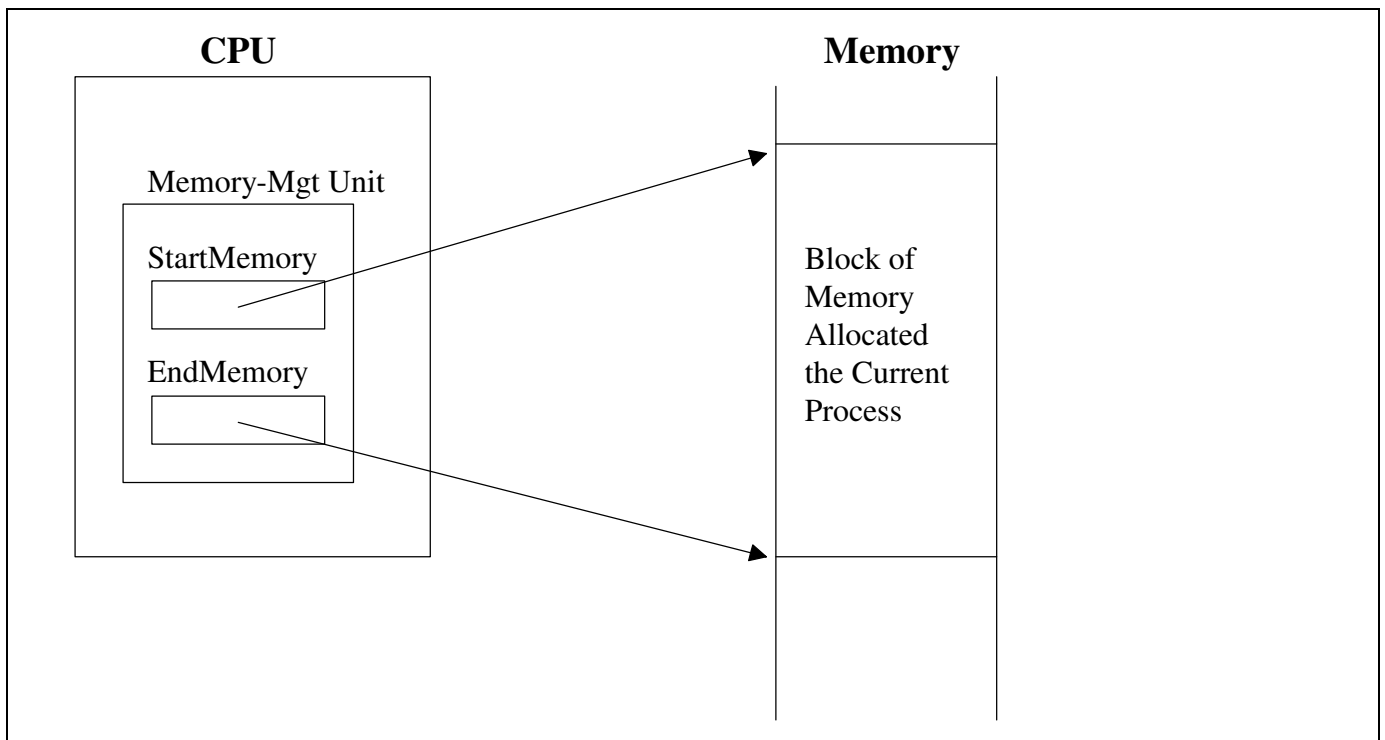 CPU
Memory
Memory-Mgt Unit
StartMemory
EndMemory
Block of
Memory
Allocated
the Current
Process